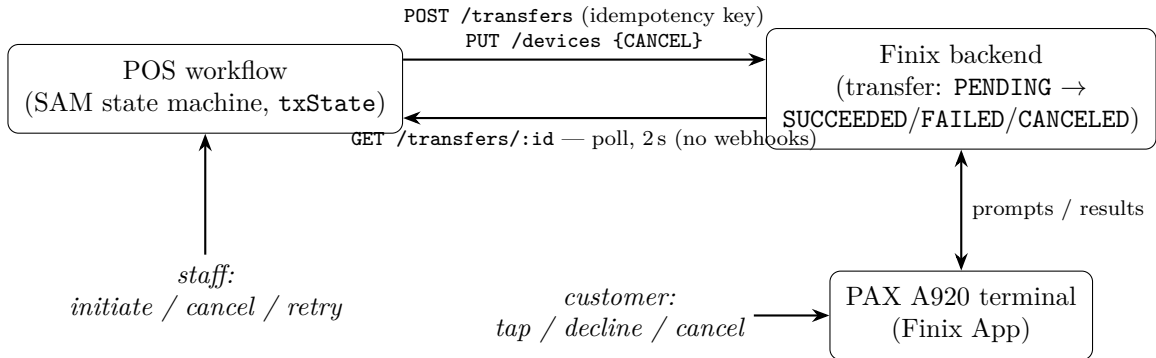 POST /transfers (idempotency key)
PUT /devices {CANCEL}
POS workflow
(SAM state machine, txState)
Finix backend
(transfer: PENDING →
SUCCEEDED/FAILED/CANCELED)
GET /transfers/:id — poll, 2 s (no webhooks)
prompts / results
staff:
initiate / cancel / retry
customer:
tap / decline / cancel
PAX A920 terminal
(Finix App)